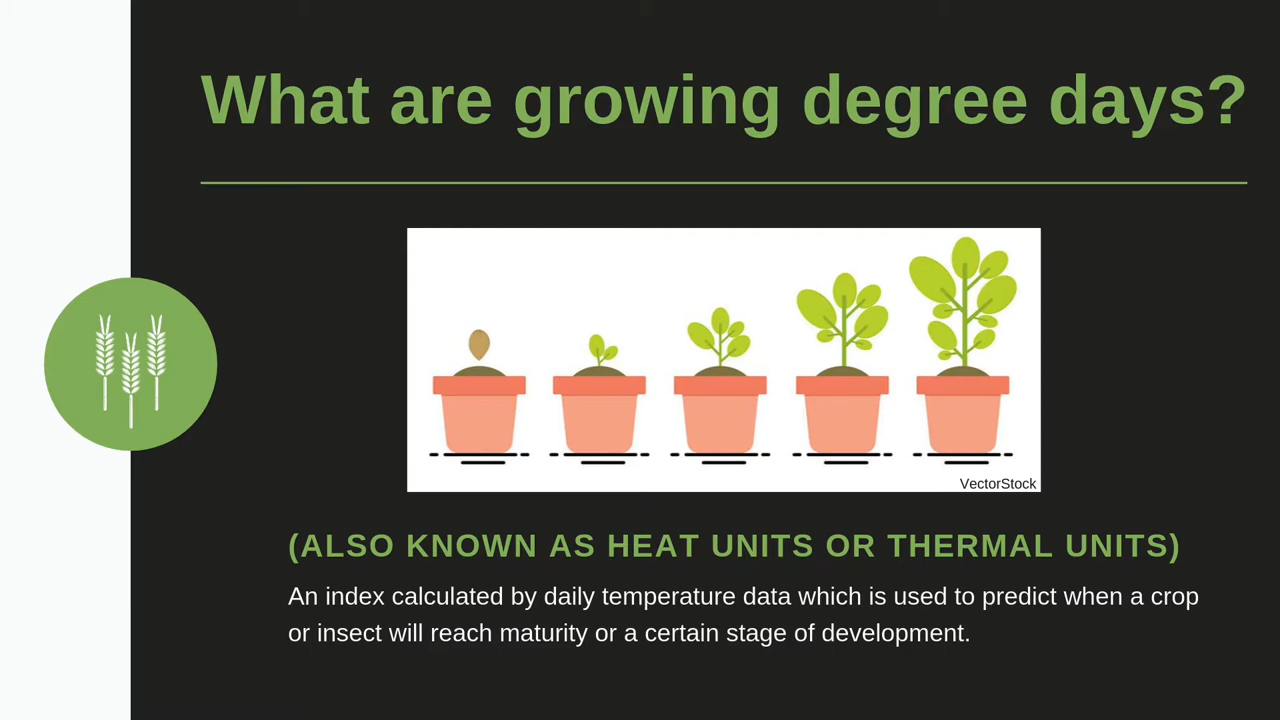 What are growing degree days?
VectorStock
(ALSO KNOWN AS HEAT UNITS OR THERMAL UNITS)
An index calculated by daily temperature data which is used to predict when a crop
or insect will reach maturity or a certain stage of development.